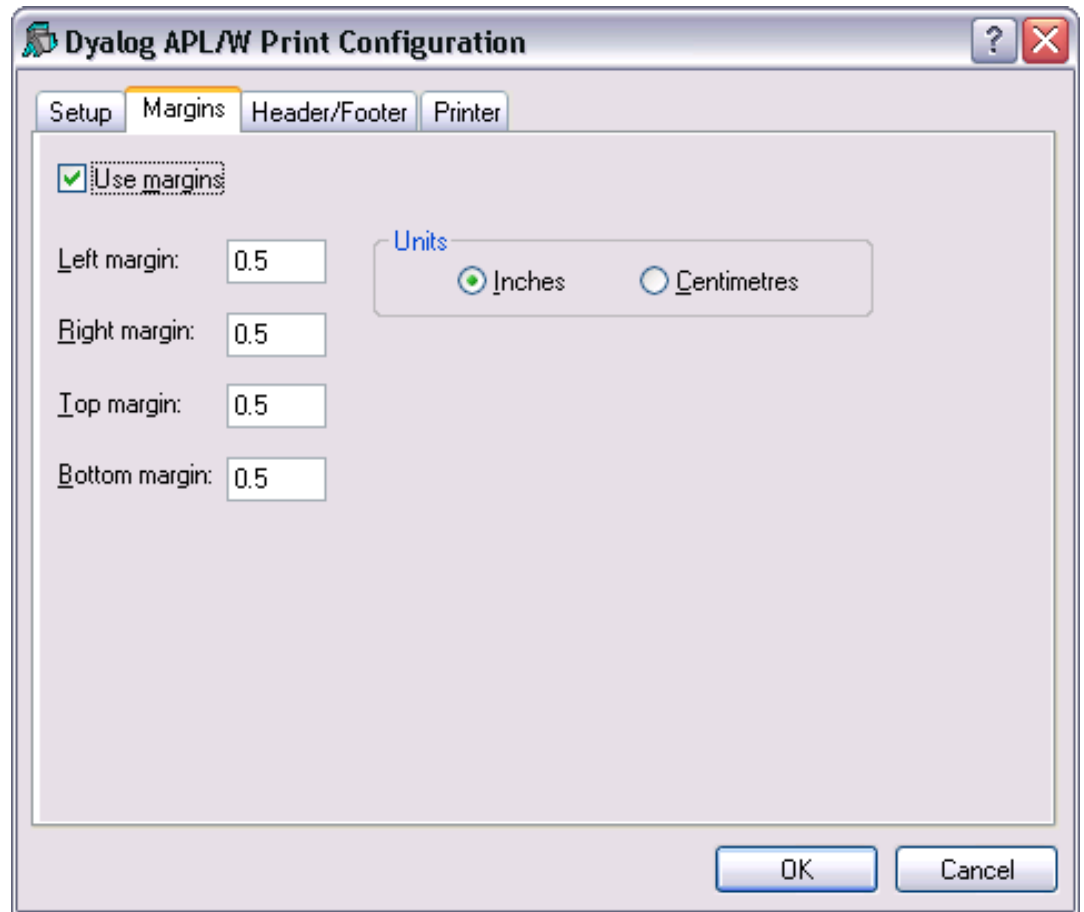 Dyalog APL/W Print Configuration
Setup Margins Header/Footer Printer
Use margins
Units
Left margin: 0.5 Inches Centimetres
Right margin: 0.5
Top margin: 0.5
Bottom margin: 0.5
OK Cancel